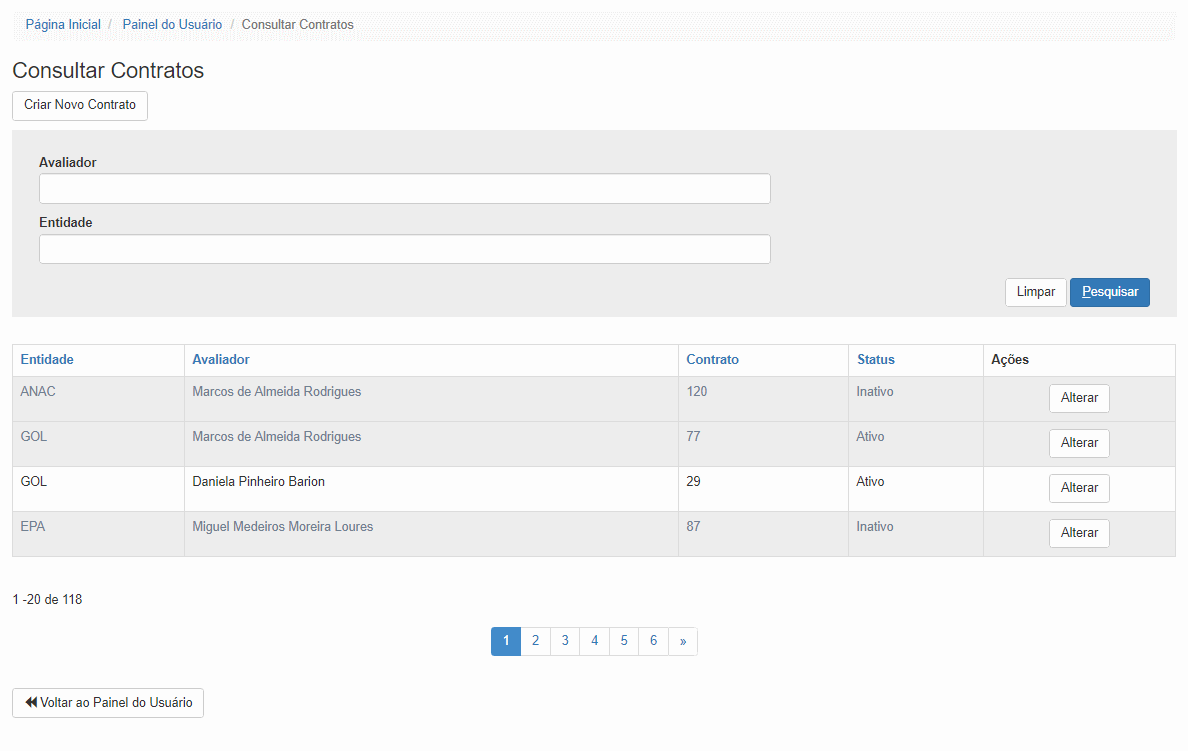 Página Inicial / Painel do Usuário / Consultar Contratos
Consultar Contratos
Criar Novo Contrato
Avaliador
Entidade
Limpar Pesquisar
Entidade Avaliador Contrato Status Ações
ANAC Marcos de Almeida Rodrigues 120 Inativo Alterar
GOL Marcos de Almeida Rodrigues 77 Ativo Alterar
GOL Daniela Pinheiro Barion 29 Ativo Alterar
EPA Miguel Medeiros Moreira Loures 87 Inativo Alterar
1 -20 de 118
1 2 3 4 5 6 »
Voltar ao Painel do Usuário